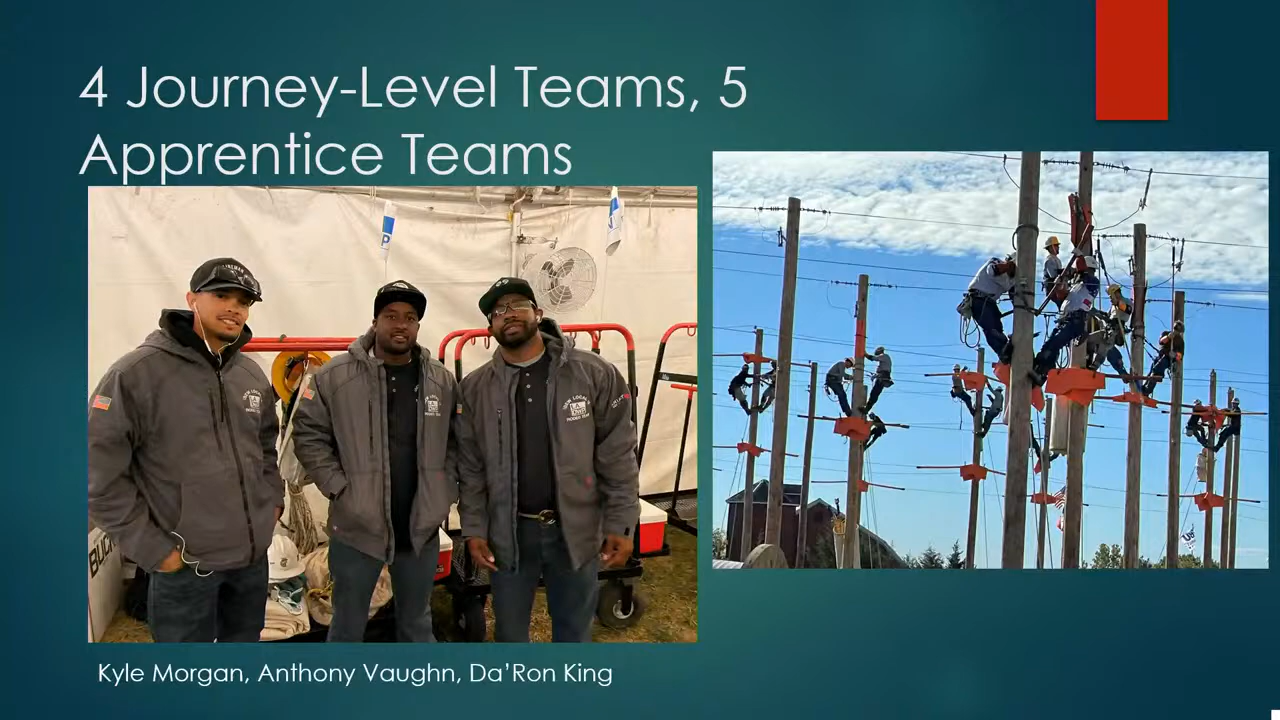 4 Journey-Level Teams, 5
Apprentice Teams
Kyle Morgan, Anthony Vaughn, Da’Ron King